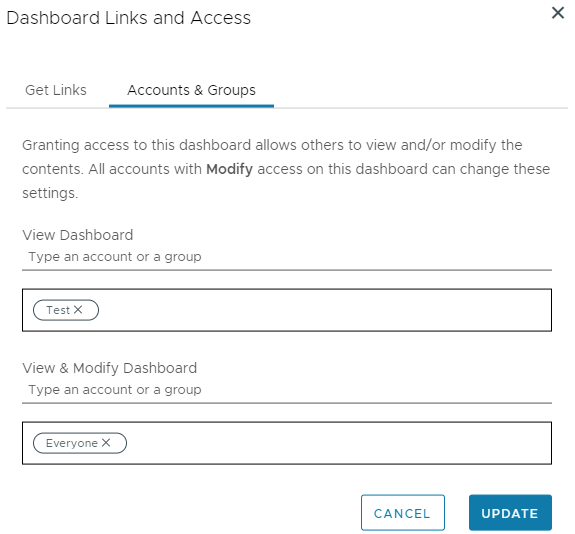 Dashboard Links and Access
Get Links
Accounts & Groups
Granting access to this dashboard allows others to view and/or modify the
contents. All accounts with Modify access on this dashboard can change these
settings.
View Dashboard
Type an account or a group
Test
View & Modify Dashboard
Type an account or a group
Everyone
CANCEL
UPDATE